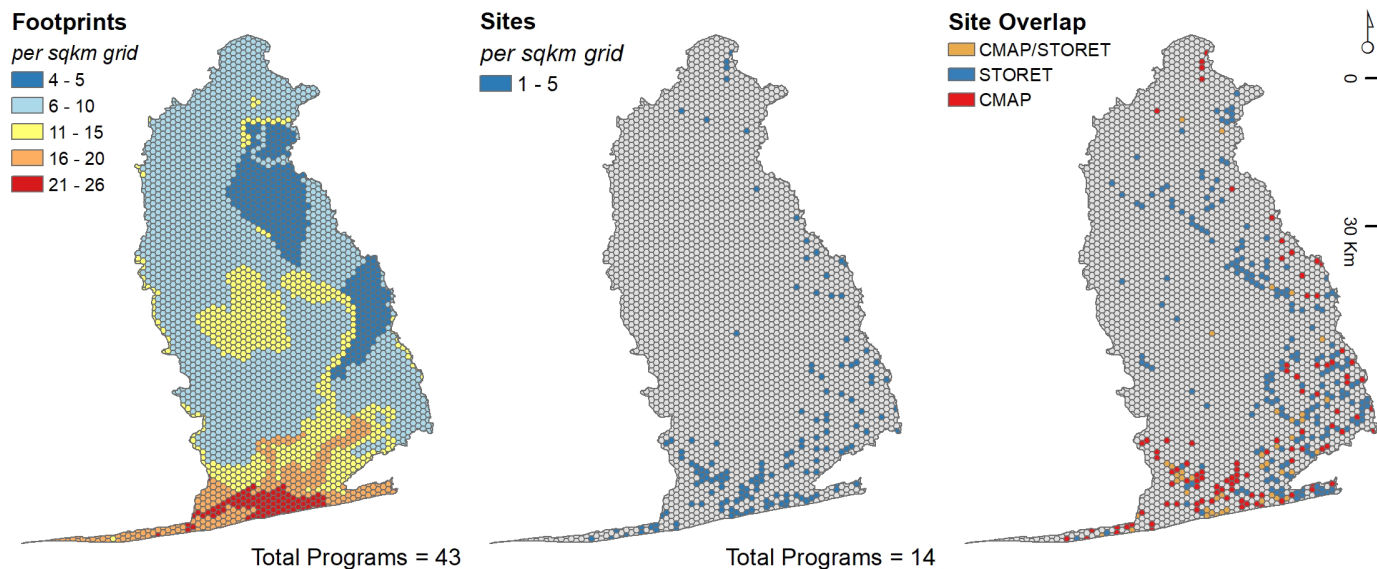 Footprints
per sqkm grid
4 - 5
6 - 10
11 - 15
16 - 20
21 - 26
Total Programs = 43
Sites
per sqkm grid
1 - 5
Total Programs = 14
Site Overlap
CMAP/STORET
STORET
CMAP
0
30 Km